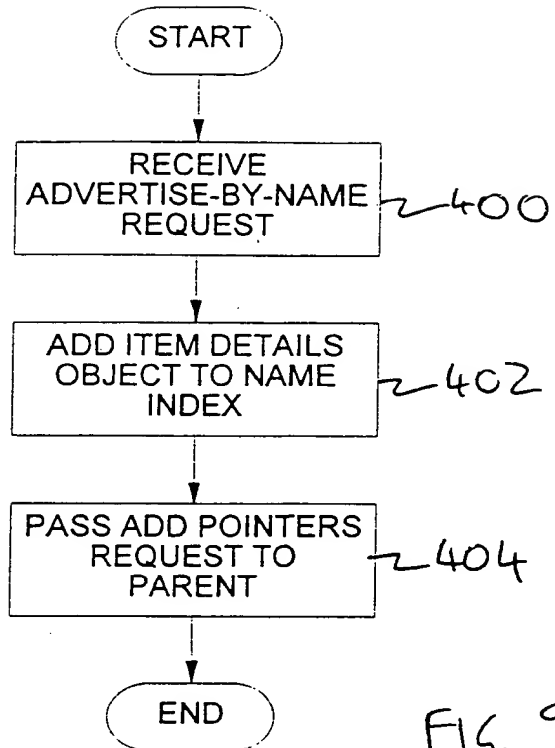 START
RECEIVE
ADVERTISE-BY-NAME
REQUEST
400
ADD ITEM DETAILS
OBJECT TO NAME
INDEX
402
PASS ADD POINTERS
REQUEST TO
PARENT
404
END
FIG.